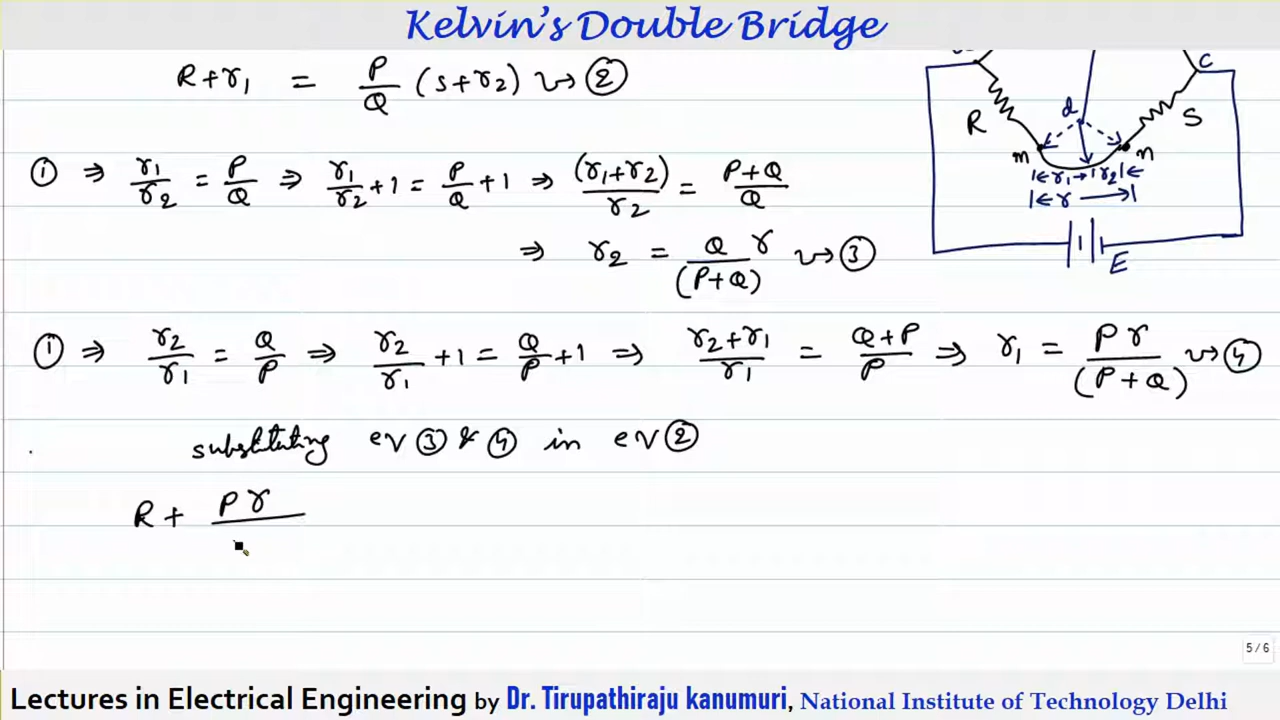 Kelvin's Double Bridge
R+r₁ = P/Q (S+r₂) → ②
① ⇒ r₁/r₂ = P/Q ⇒ r₁/r₂ + 1 = P/Q + 1 ⇒ (r₁+r₂)/r₂ = P+Q/Q
⇒ r₂ = Q r/(P+Q) → ③
① ⇒ r₂/r₁ = Q/P ⇒ r₂/r₁ + 1 = Q/P + 1 ⇒ r₂+r₁/r₁ = Q+P/P ⇒ r₁ = P r/(P+Q) → ④
substituting eq ③ & ④ in eq ②
R + P r
C
d
R
S
m
n
r₁ r₂
r
E
5 / 6
Lectures in Electrical Engineering by Dr. Tirupathiraju kanumuri, National Institute of Technology Delhi